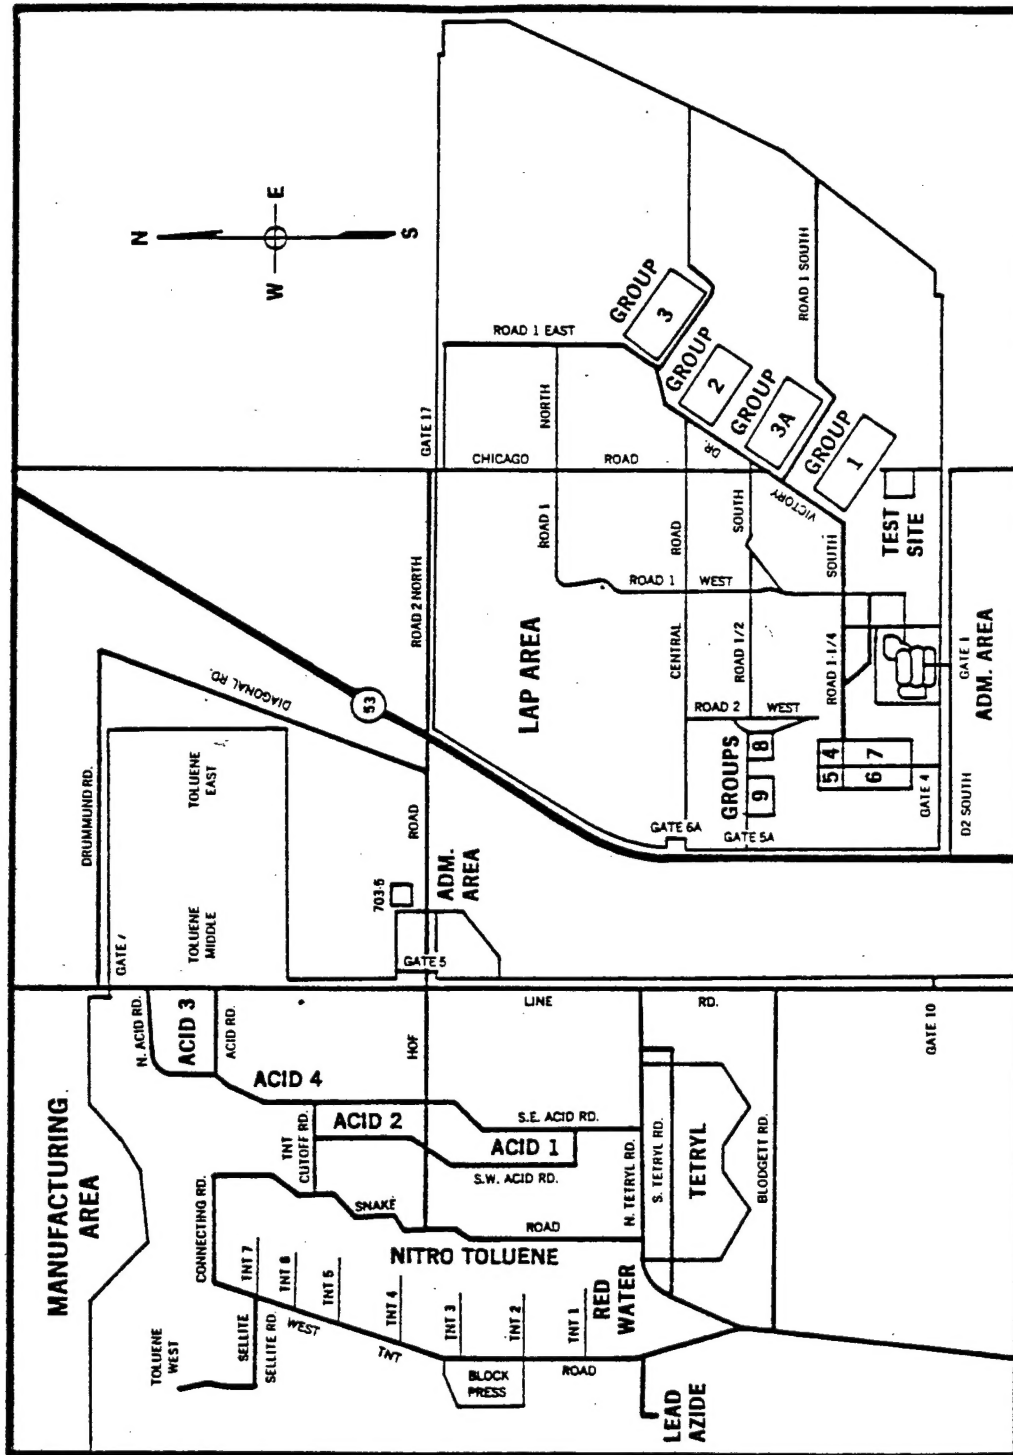 MANUFACTURING
AREA
TOLUENE
WEST
SELLITE
SELLITE RD.
CONNECTING RD.
TNT 7
TNT 6
TNT 5
TNT 4
TNT 3
TNT 2
TNT 1
WEST
TNT
ROAD
BLOCK
PRESS
LEAD
AZIDE
RED
WATER
NITRO TOLUENE
SNAKE
ROAD
TNT
CUTOFF RD.
N. ACID RD.
ACID 3
ACID RD.
ACID 4
ACID 2
ACID 1
S.E. ACID RD.
S.W. ACID RD.
HOF
ROAD
LINE
RD.
N. TETRYL RD.
S. TETRYL RD.
TETRYL
BLODGETT RD.
GATE 10
DRUMMUND RD.
TOLUENE
MIDDLE
TOLUENE
EAST
DIAGONAL RD.
703-6
GATE 5
ADM.
AREA
53
ROAD 2 NORTH
GATE 17
N
W
E
S
LAP AREA
CHICAGO
ROAD
ROAD 1
NORTH
ROAD 1 EAST
ROAD 1
WEST
CENTRAL
ROAD
ROAD 1/2
SOUTH
ROAD 2
WEST
ROAD 1-1/4
SOUTH
VICTORY
DR.
ROAD 1 SOUTH
GROUP
3
GROUP
2
GROUP
3A
GROUP
1
TEST
SITE
GROUPS
9
8
5
4
6
7
GATE 6A
GATE 5A
GATE 4
GATE 1
D2 SOUTH
ADM. AREA